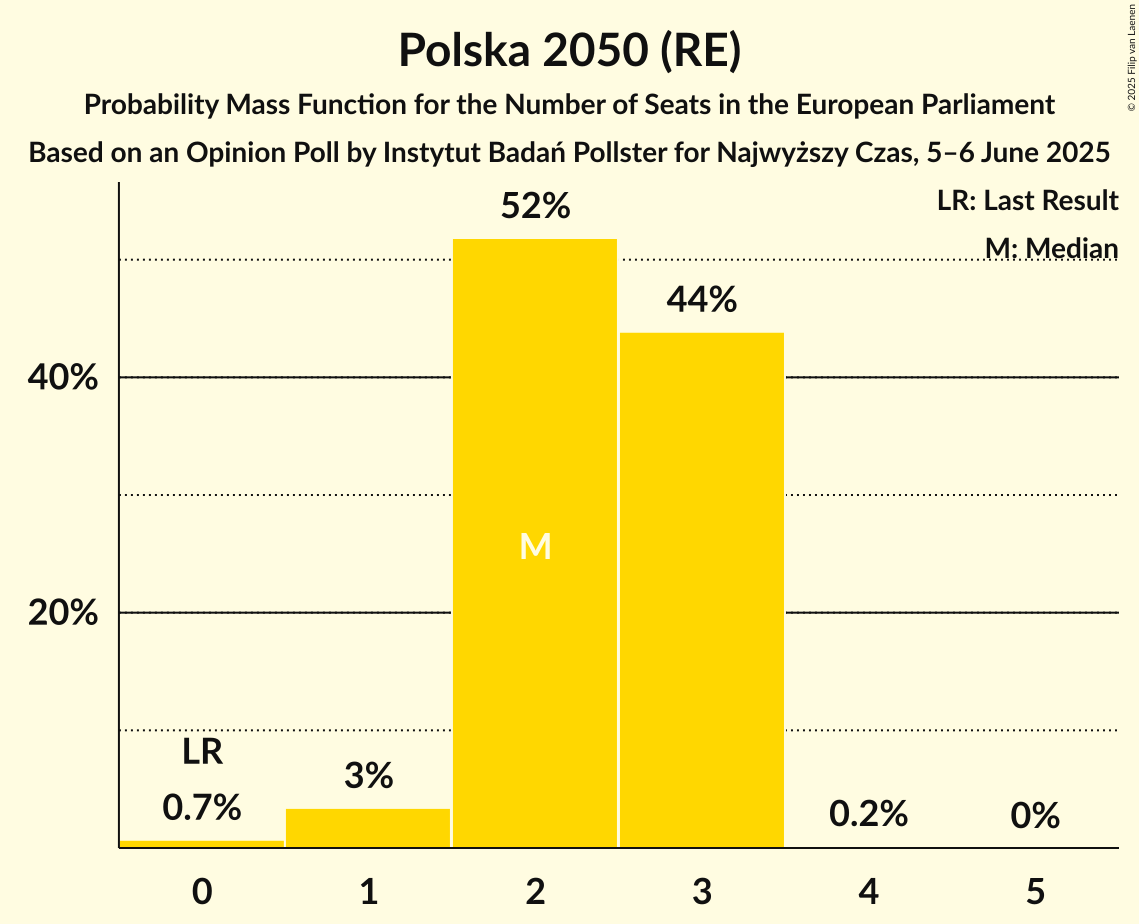 Polska 2050 (RE)
Probability Mass Function for the Number of Seats in the European Parliament
Based on an Opinion Poll by Instytut Badań Pollster for Najwyższy Czas, 5–6 June 2025
© 2025 Filip van Laenen
LR: Last Result
M: Median
52%
44%
40%
M
20%
LR
3%
0.7%
0.2%
0%
0 1 2 3 4 5